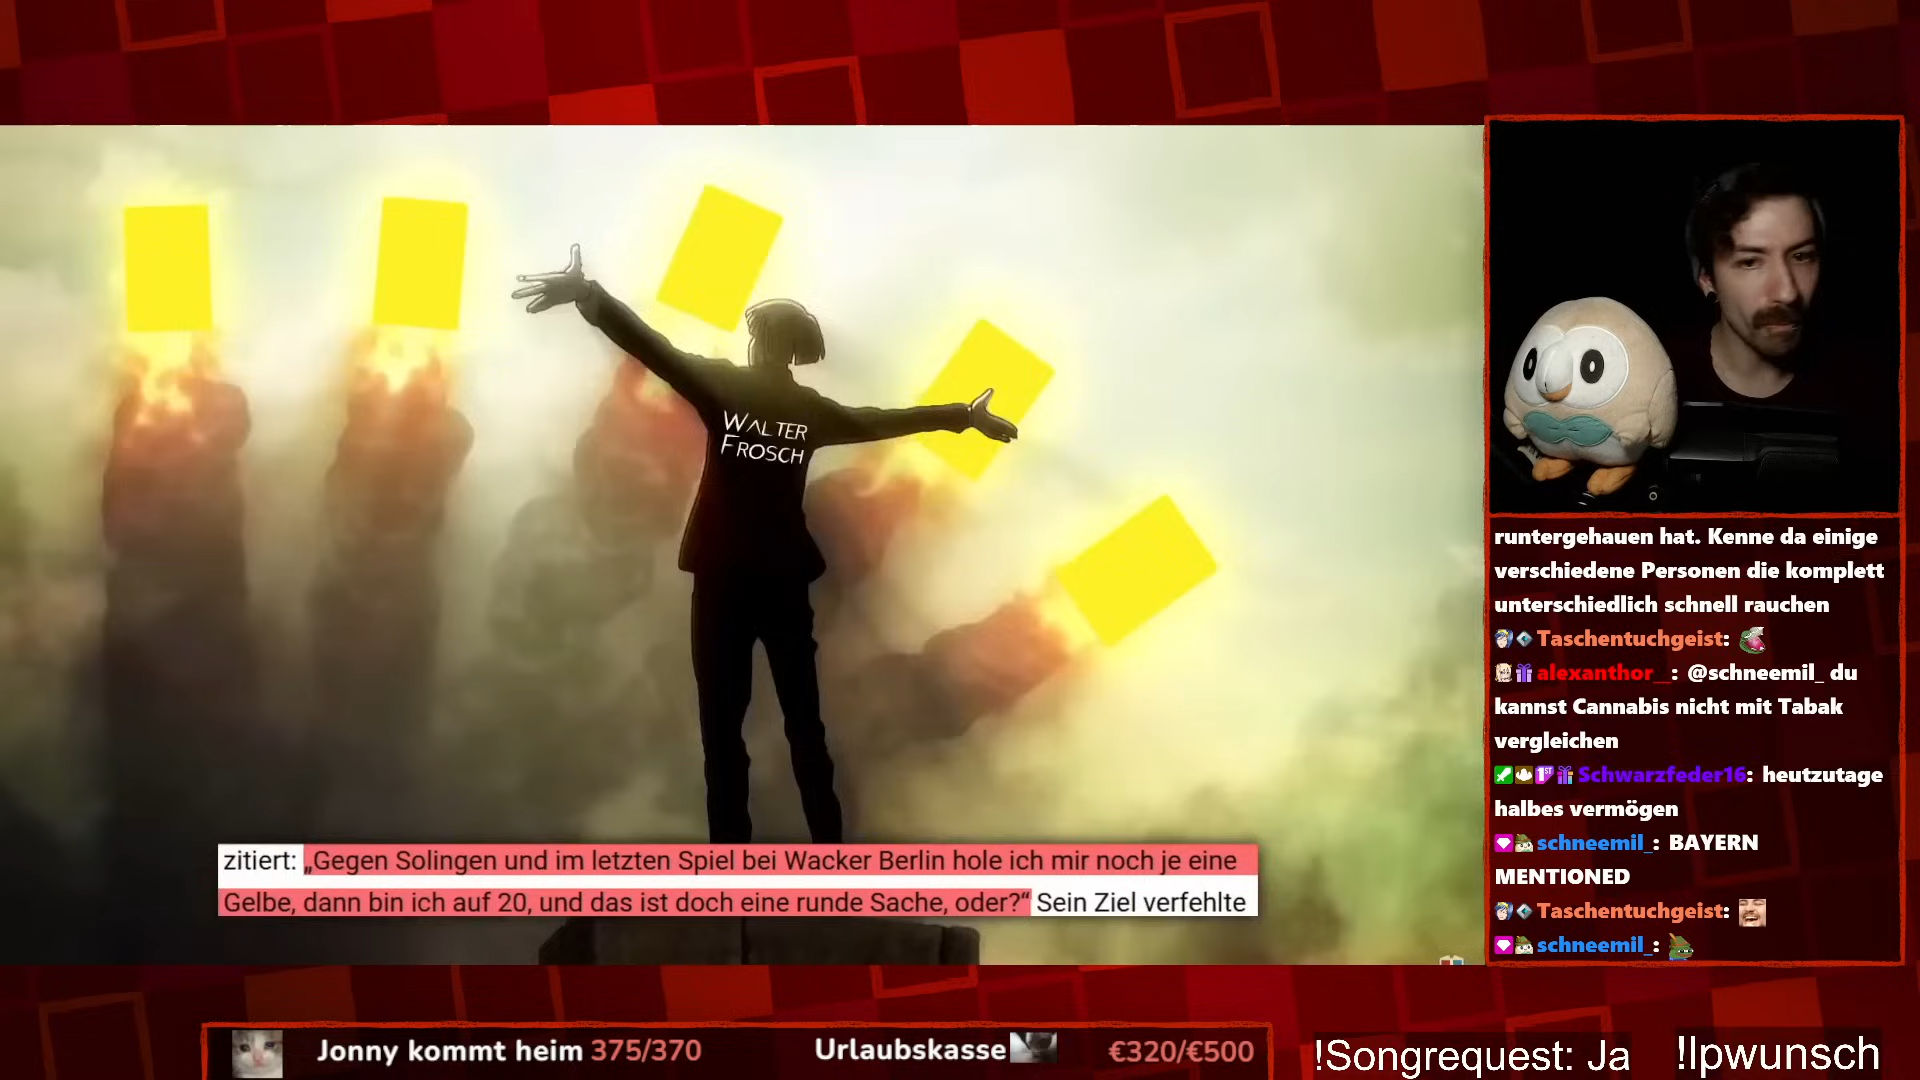 WALTER
FROSCH
zitiert: „Gegen Solingen und im letzten Spiel bei Wacker Berlin hole ich mir noch je eine
Gelbe, dann bin ich auf 20, und das ist doch eine runde Sache, oder?“ Sein Ziel verfehlte
runtergehauen hat. Kenne da einige
verschiedene Personen die komplett
unterschiedlich schnell rauchen
Taschentuchgeist:
alexanthor__: @schneemil_ du
kannst Cannabis nicht mit Tabak
vergleichen
1ST Schwarzfeder16: heutzutage
halbes vermögen
schneemil_: BAYERN
MENTIONED
Taschentuchgeist:
schneemil_:
Jonny kommt heim 375/370
Urlaubskasse €320/€500
!Songrequest: Ja
!lpwunsch